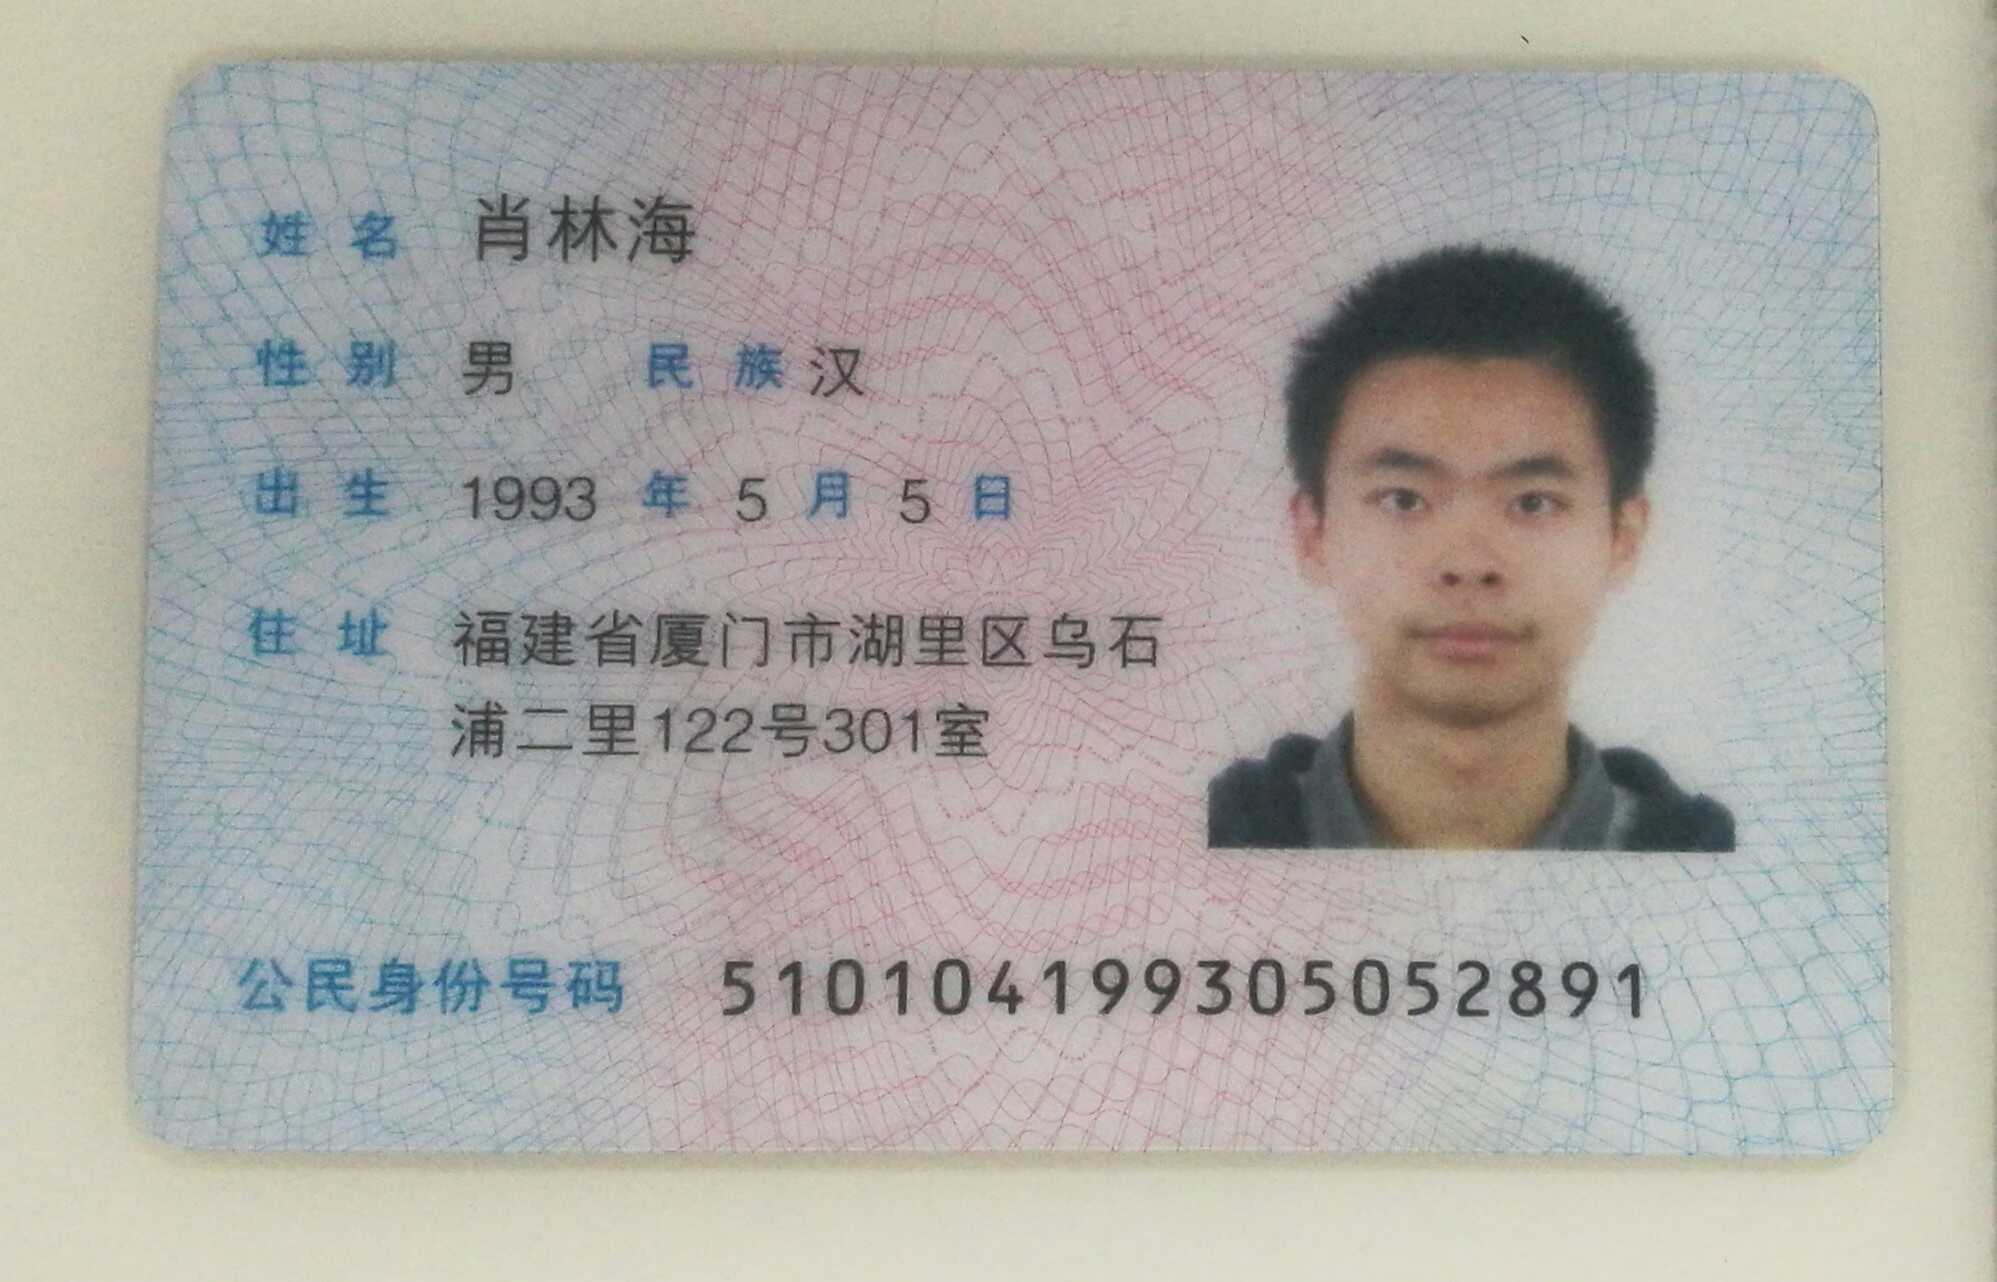 姓名 肖林海
性别 男 民族 汉
出生 1993 年 5 月 5 日
住址 福建省厦门市湖里区乌石
浦二里122号301室
公民身份号码 510104199305052891